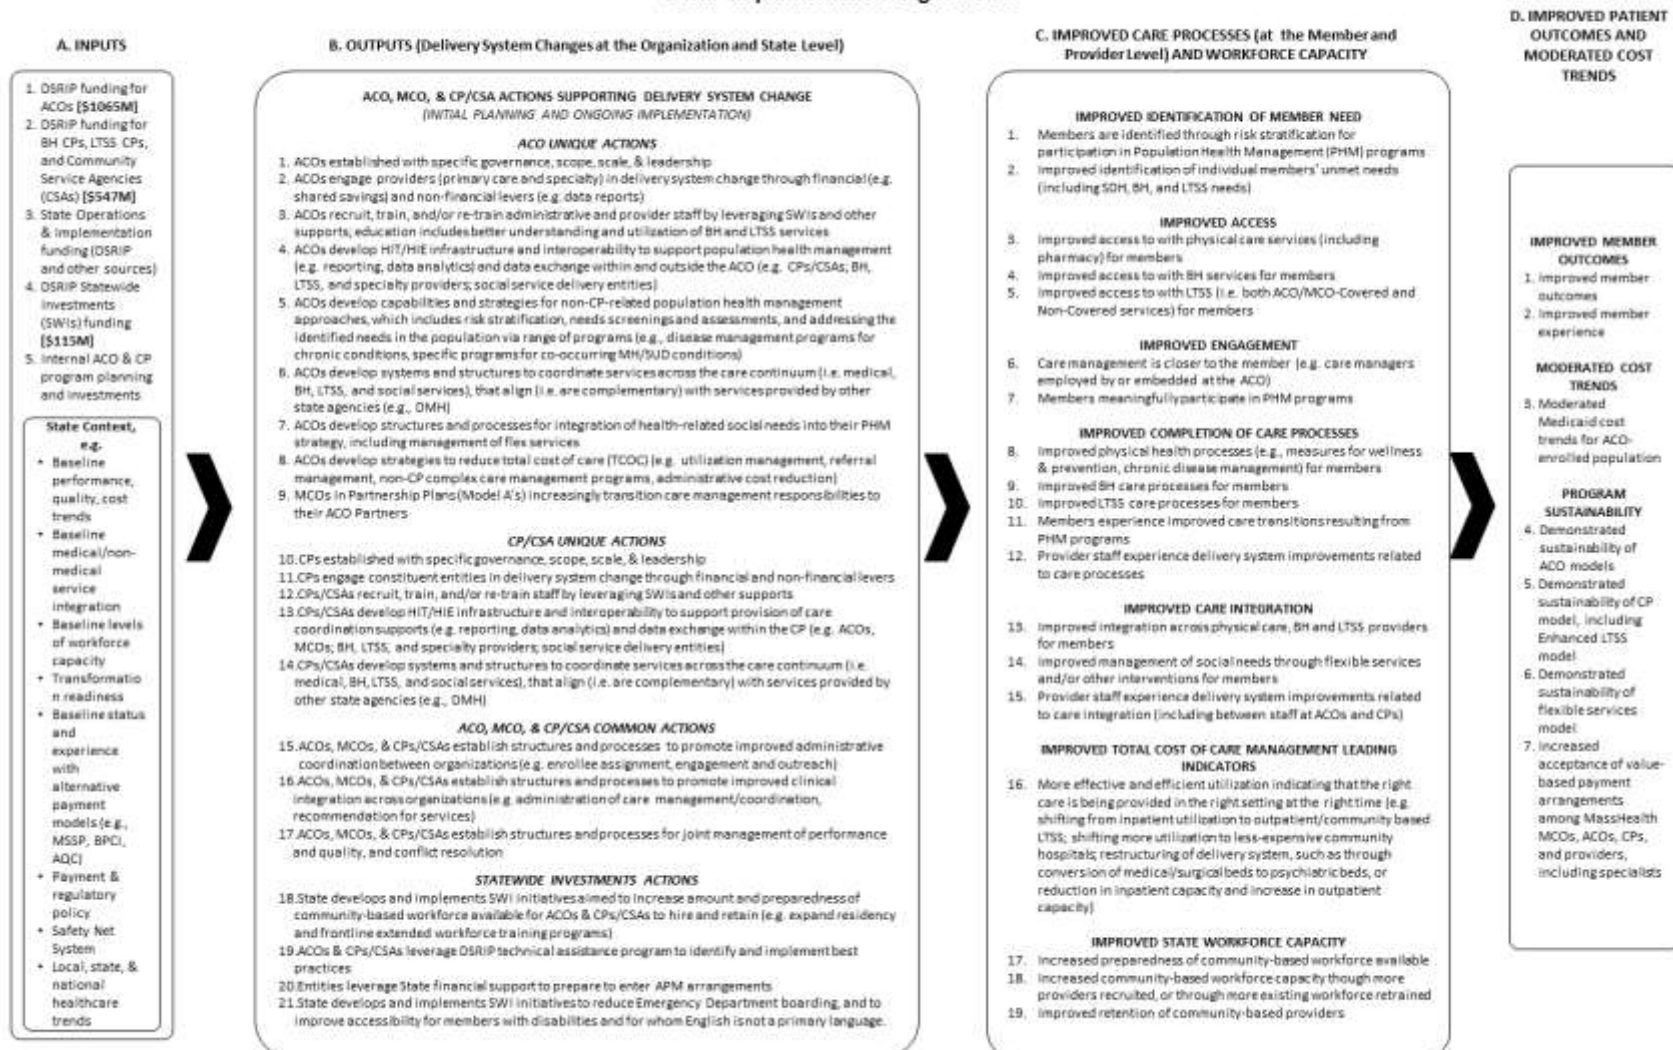 A. INPUTS
1. DSRIP funding for
ACOs [$1065M]
2. DSRIP funding for
BH CPs, LTSS CPs,
and Community
Service Agencies
(CSAs) [$547M]
3. State Operations
& Implementation
funding (DSRIP
and other sources)
4. DSRIP Statewide
Investments
(SWIs) funding
[$115M]
5. Internal ACO & CP
program planning
and investments
State Context,
e.g.
• Baseline
performance,
quality, cost
trends
• Baseline
medical/non-
medical
service
integration
• Baseline levels
of workforce
capacity
• Transformatio
n readiness
• Baseline status
and
experience
with
alternative
payment
models (e.g.,
MSSP, BPCI,
AQC)
• Payment &
regulatory
policy
• Safety Net
System
• Local, state, &
national
healthcare
trends
B. OUTPUTS (Delivery System Changes at the Organization and State Level)
ACO, MCO, & CP/CSA ACTIONS SUPPORTING DELIVERY SYSTEM CHANGE
(INITIAL PLANNING AND ONGOING IMPLEMENTATION)
ACO UNIQUE ACTIONS
1. ACOs established with specific governance, scope, scale, & leadership
2. ACOs engage providers (primary care and specialty) in delivery system change through financial (e.g.
shared savings) and non-financial levers (e.g. data reports)
3. ACOs recruit, train, and/or re-train administrative and provider staff by leveraging SWIs and other
supports; education includes better understanding and utilization of BH and LTSS services
4. ACOs develop HIT/HIE infrastructure and interoperability to support population health management
(e.g. reporting, data analytics) and data exchange within and outside the ACO (e.g. CPs/CSAs; BH,
LTSS, and specialty providers; social service delivery entities)
5. ACOs develop capabilities and strategies for non-CP-related population health management
approaches, which includes risk stratification, needs screenings and assessments, and addressing the
identified needs in the population via range of programs (e.g., disease management programs for
chronic conditions, specific programs for co-occurring MH/SUD conditions)
6. ACOs develop systems and structures to coordinate services across the care continuum (i.e. medical,
BH, LTSS, and social services), that align (i.e. are complementary) with services provided by other
state agencies (e.g., DMH)
7. ACOs develop structures and processes for integration of health-related social needs into their PHM
strategy, including management of flex services
8. ACOs develop strategies to reduce total cost of care (TCOC) (e.g. utilization management, referral
management, non-CP complex care management programs, administrative cost reduction)
9. MCOs in Partnership Plans (Model A's) increasingly transition care management responsibilities to
their ACO Partners
CP/CSA UNIQUE ACTIONS
10.CPs established with specific governance, scope, scale, & leadership
11.CPs engage constituent entities in delivery system change through financial and non-financial levers
12.CPs/CSAs recruit, train, and/or re-train staff by leveraging SWIs and other supports
13.CPs/CSAs develop HIT/HIE infrastructure and interoperability to support provision of care
coordination supports (e.g. reporting, data analytics) and data exchange within the CP (e.g. ACOs,
MCOs; BH, LTSS, and specialty providers; social service delivery entities)
14.CPs/CSAs develop systems and structures to coordinate services across the care continuum (i.e.
medical, BH, LTSS, and social services), that align (i.e. are complementary) with services provided by
other state agencies (e.g., DMH)
ACO, MCO, & CP/CSA COMMON ACTIONS
15.ACOs, MCOs, & CPs/CSAs establish structures and processes to promote improved administrative
coordination between organizations (e.g. enrollee assignment, engagement and outreach)
16.ACOs, MCOs, & CPs/CSAs establish structures and processes to promote improved clinical
integration across organizations (e.g. administration of care management/coordination,
recommendation for services)
17.ACOs, MCOs, & CPs/CSAs establish structures and processes for joint management of performance
and quality, and conflict resolution
STATEWIDE INVESTMENTS ACTIONS
18.State develops and implements SWI initiatives aimed to increase amount and preparedness of
community-based workforce available for ACOs & CPs/CSAs to hire and retain (e.g. expand residency
and frontline extended workforce training programs)
19.ACOs & CPs/CSAs leverage DSRIP technical assistance program to identify and implement best
practices
20.Entities leverage State financial support to prepare to enter APM arrangements
21.State develops and implements SWI initiatives to reduce Emergency Department boarding, and to
improve accessibility for members with disabilities and for whom English is not a primary language.
C. IMPROVED CARE PROCESSES (at the Member and
Provider Level) AND WORKFORCE CAPACITY
IMPROVED IDENTIFICATION OF MEMBER NEED
1. Members are identified through risk stratification for
participation in Population Health Management (PHM) programs
2. Improved identification of individual members' unmet needs
(including SDH, BH, and LTSS needs)
IMPROVED ACCESS
3. Improved access to with physical care services (including
pharmacy) for members
4. Improved access to with BH services for members
5. Improved access to with LTSS (i.e. both ACO/MCO-Covered and
Non-Covered services) for members
IMPROVED ENGAGEMENT
6. Care management is closer to the member (e.g. care managers
employed by or embedded at the ACO)
7. Members meaningfully participate in PHM programs
IMPROVED COMPLETION OF CARE PROCESSES
8. Improved physical health processes (e.g., measures for wellness
& prevention, chronic disease management) for members
9. Improved BH care processes for members
10. Improved LTSS care processes for members
11. Members experience improved care transitions resulting from
PHM programs
12. Provider staff experience delivery system improvements related
to care processes
IMPROVED CARE INTEGRATION
13. Improved integration across physical care, BH and LTSS providers
for members
14. Improved management of social needs through flexible services
and/or other interventions for members
15. Provider staff experience delivery system improvements related
to care integration (including between staff at ACOs and CPs)
IMPROVED TOTAL COST OF CARE MANAGEMENT LEADING
INDICATORS
16. More effective and efficient utilization indicating that the right
care is being provided in the right setting at the right time (e.g.
shifting from inpatient utilization to outpatient/community based
LTSS; shifting more utilization to less-expensive community
hospitals; restructuring of delivery system, such as through
conversion of medical/surgical beds to psychiatric beds, or
reduction in inpatient capacity and increase in outpatient
capacity)
IMPROVED STATE WORKFORCE CAPACITY
17. Increased preparedness of community-based workforce available
18. Increased community-based workforce capacity though more
providers recruited, or through more existing workforce retrained
19. Improved retention of community-based providers
D. IMPROVED PATIENT
OUTCOMES AND
MODERATED COST
TRENDS
IMPROVED MEMBER
OUTCOMES
1. Improved member
outcomes
2. Improved member
experience
MODERATED COST
TRENDS
3. Moderated
Medicaid cost
trends for ACO-
enrolled population
PROGRAM
SUSTAINABILITY
4. Demonstrated
sustainability of
ACO models
5. Demonstrated
sustainability of CP
model, including
Enhanced LTSS
model
6. Demonstrated
sustainability of
flexible services
model
7. Increased
acceptance of value-
based payment
arrangements
among MassHealth
MCOs, ACOs, CPs,
and providers,
including specialists